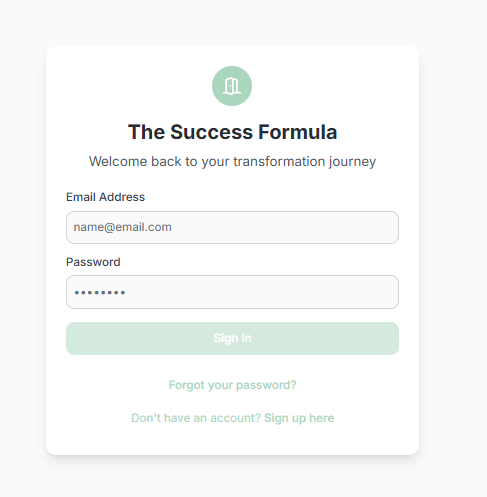 The Success Formula
Welcome back to your transformation journey
Email Address
name@email.com
Password
••••••••
Sign In
Forgot your password?
Don't have an account? Sign up here